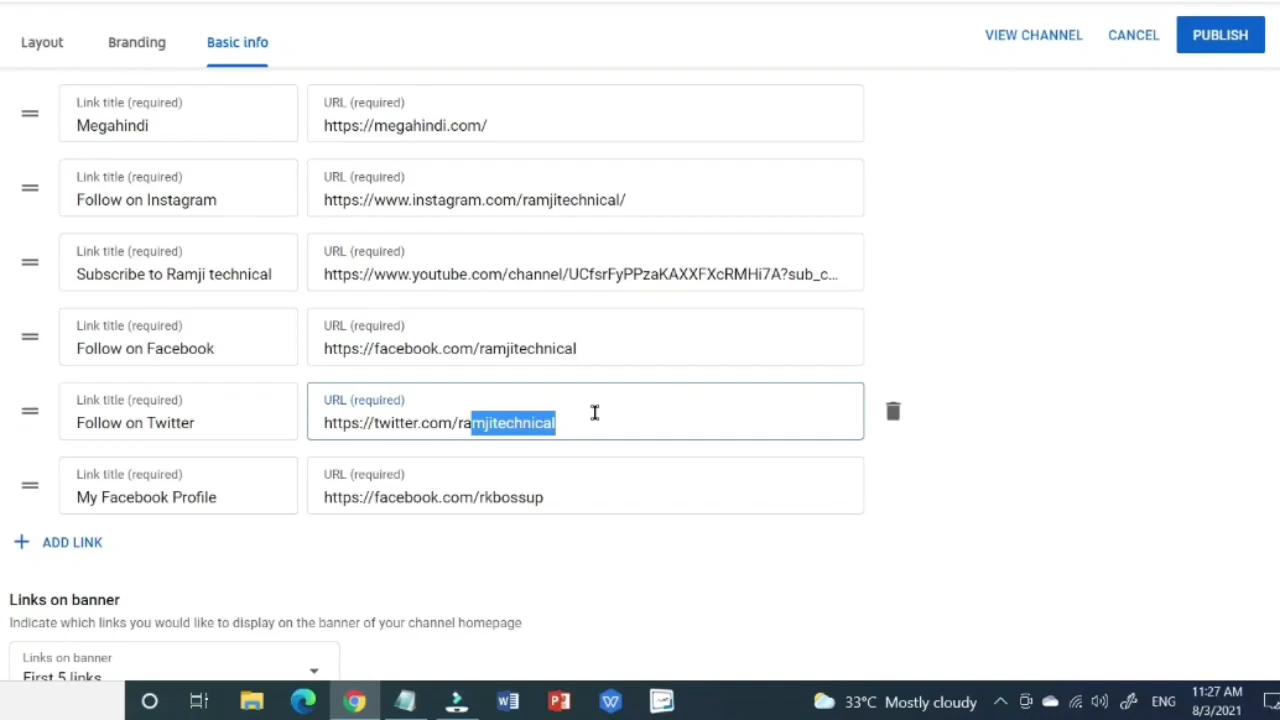 Layout
Branding
Basic info
VIEW CHANNEL
CANCEL
PUBLISH
Link title (required)
Megahindi
URL (required)
https://megahindi.com/
Link title (required)
Follow on Instagram
URL (required)
https://www.instagram.com/ramjitechnical/
Link title (required)
Subscribe to Ramji technical
URL (required)
https://www.youtube.com/channel/UCfsrFyPPzaKAXXFXcRMHi7A?sub_c...
Link title (required)
Follow on Facebook
URL (required)
https://facebook.com/ramjitechnical
Link title (required)
Follow on Twitter
URL (required)
https://twitter.com/ramjitechnical
Link title (required)
My Facebook Profile
URL (required)
https://facebook.com/rkbossup
ADD LINK
Links on banner
Indicate which links you would like to display on the banner of your channel homepage
Links on banner
First 5 links
33°C Mostly cloudy
ENG
11:27 AM
8/3/2021